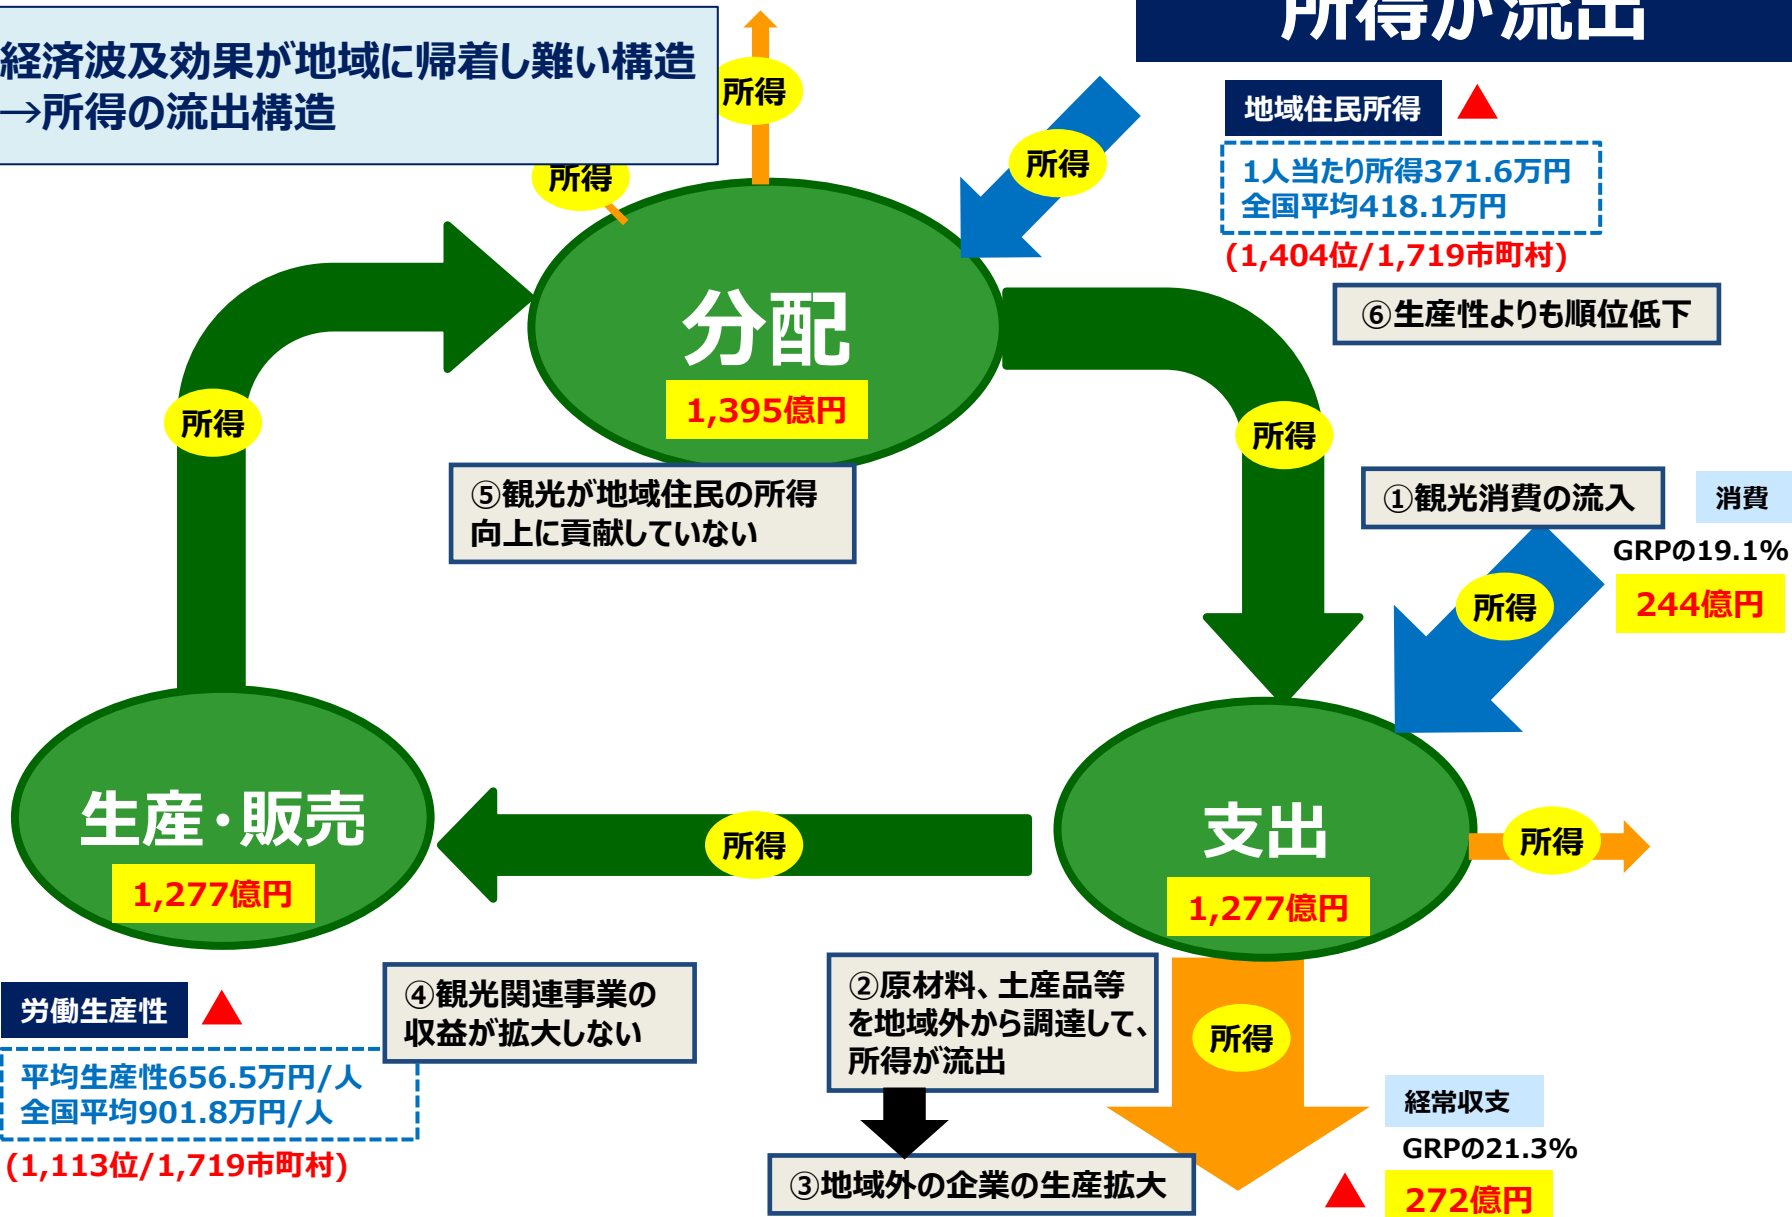 所得が流出
経済波及効果が地域に帰着し難い構造
→所得の流出構造
所得
所得
所得
地域住民所得
1人当たり所得371.6万円
全国平均418.1万円
(1,404位/1,719市町村)
⑥生産性よりも順位低下
分配
1,395億円
所得
所得
⑤観光が地域住民の所得
向上に貢献していない
①観光消費の流入
消費
GRPの19.1%
244億円
所得
生産・販売
1,277億円
所得
支出
1,277億円
所得
労働生産性
平均生産性656.5万円/人
全国平均901.8万円/人
(1,113位/1,719市町村)
④観光関連事業の
収益が拡大しない
②原材料、土産品等
を地域外から調達して、
所得が流出
所得
③地域外の企業の生産拡大
経常収支
GRPの21.3%
272億円